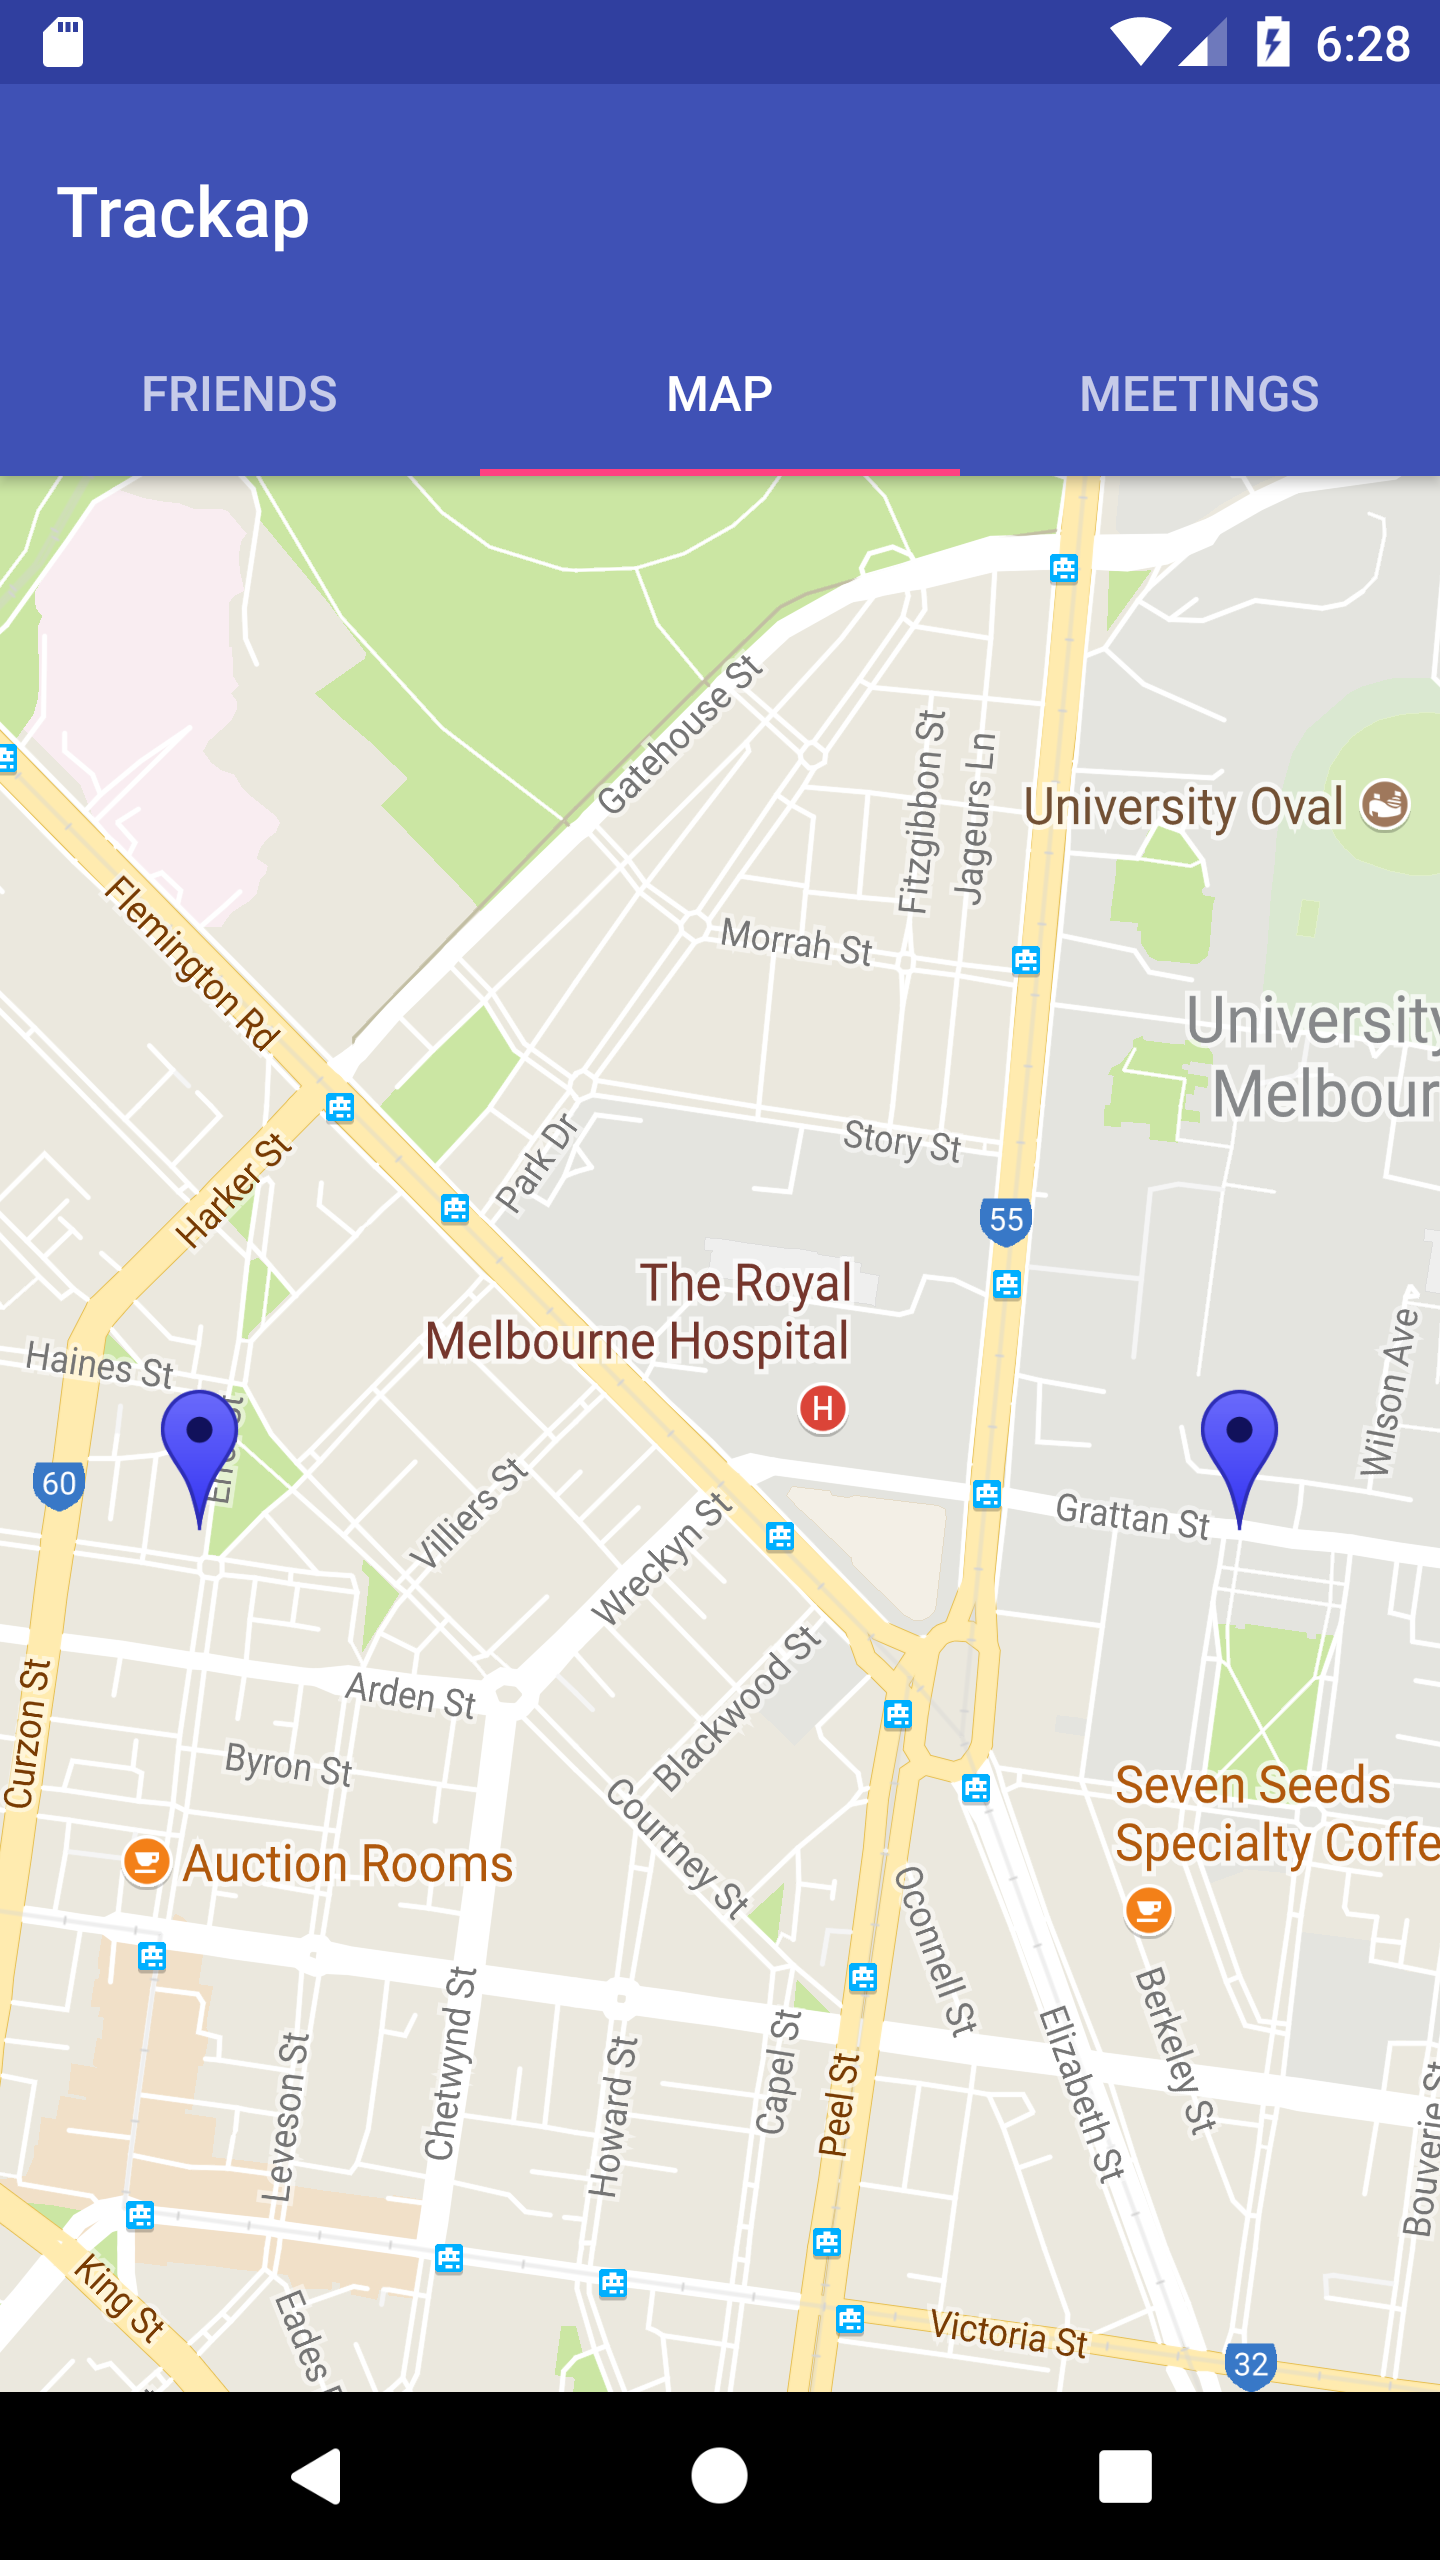 6:28
Trackap
FRIENDS
MAP
MEETINGS
Gatehouse St
Fitzgibbon St
Jageurs Ln
University Oval
Flemington Rd
Morrah St
University
Melbour
Harker St
Park Dr
Story St
55
The Royal
Melbourne Hospital
H
Haines St
Wilson Ave
60
Villiers St
Wreckyn St
Grattan St
Arden St
Blackwood St
Curzon St
Byron St
Courtney St
Seven Seeds
Specialty Coffe
Auction Rooms
Oconnell St
Berkeley St
Elizabeth St
Leveson St
Chetwynd St
Howard St
Capel St
Peel St
Bouverie St
King St
Eades
Victoria St
32